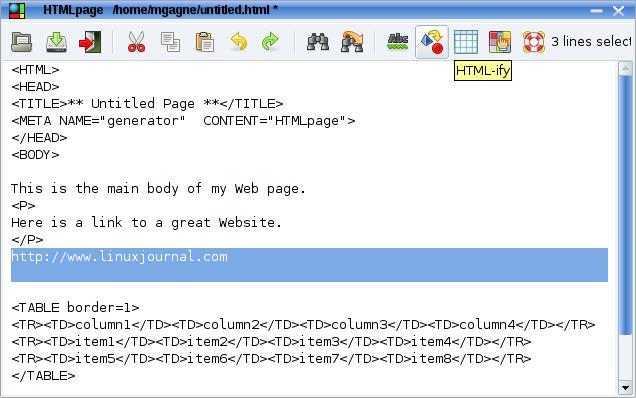 HTMLpage /home/mgagne/untitled.html *
Abc 3 lines select
HTML-ify
<HTML>
<HEAD>
<TITLE>** Untitled Page **</TITLE>
<META NAME="generator"  CONTENT="HTMLpage">
</HEAD>
<BODY>
This is the main body of my Web page.
<P>
Here is a link to a great Website.
</P>
http://www.linuxjournal.com
<TABLE border=1>
<TR><TD>column1</TD><TD>column2</TD><TD>column3</TD><TD>column4</TD></TR>
<TR><TD>item1</TD><TD>item2</TD><TD>item3</TD><TD>item4</TD></TR>
<TR><TD>item5</TD><TD>item6</TD><TD>item7</TD><TD>item8</TD></TR>
</TABLE>